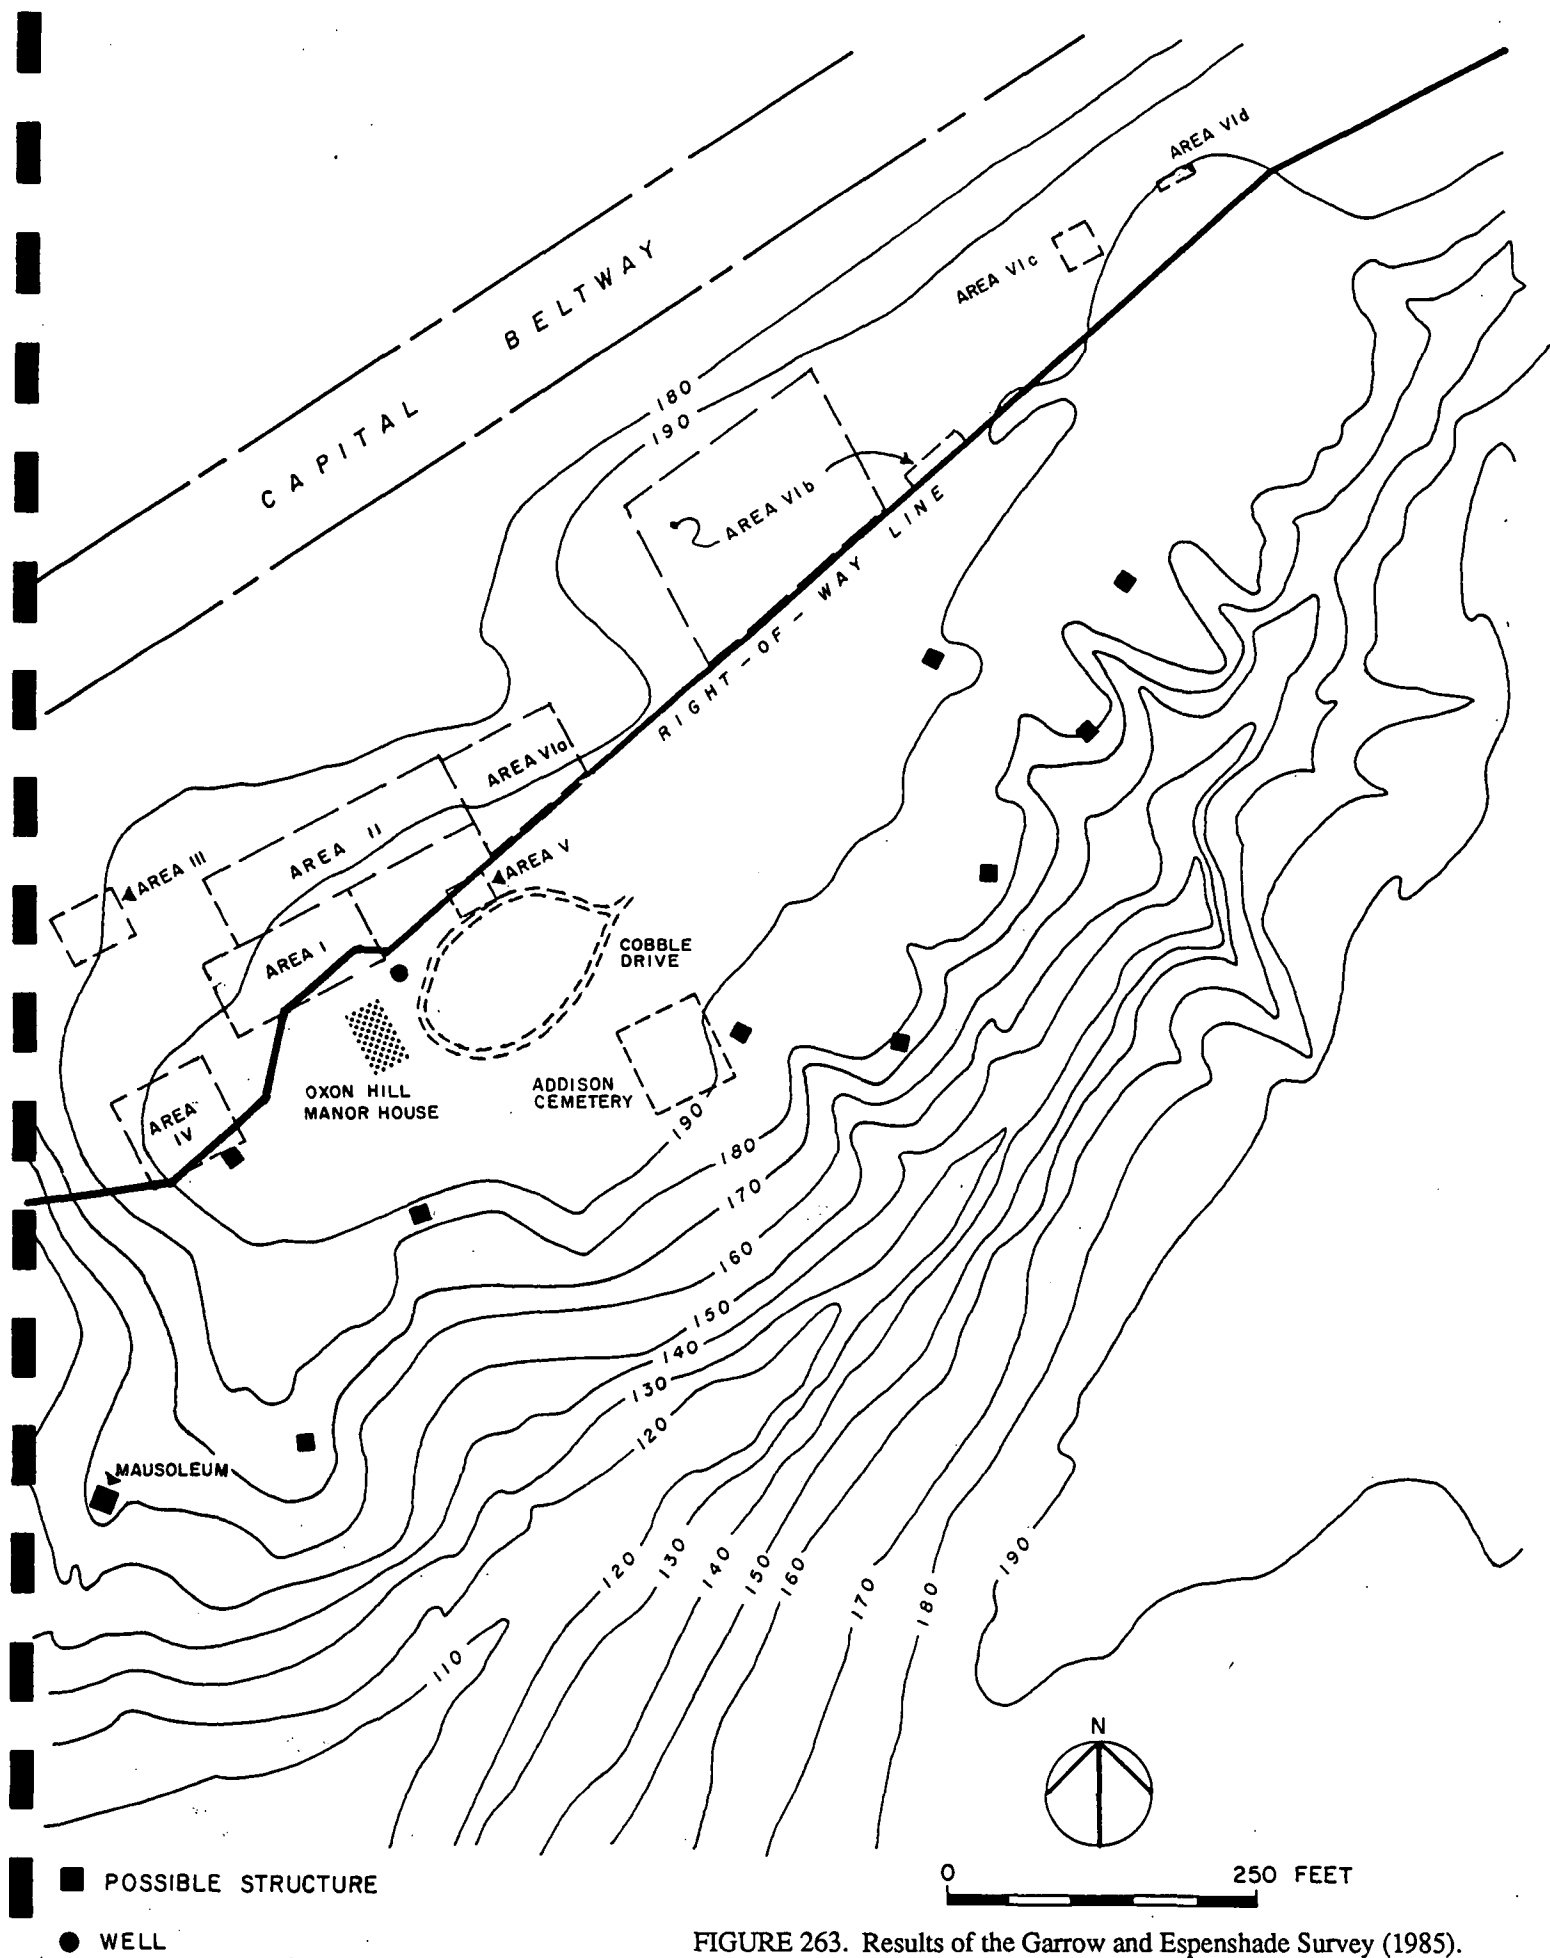 AREA VId
AREA VIc
CAPITAL BELTWAY
180
190
AREA VIb
RIGHT-OF-WAY LINE
AREA VIa
AREA II
AREA III
AREA V
AREA I
COBBLE
DRIVE
OXON HILL
MANOR HOUSE
ADDISON
CEMETERY
AREA
IV
190
180
170
160
150
140
130
120
MAUSOLEUM
120
130
140
150
160
170
180
190
110
N
0 250 FEET
POSSIBLE STRUCTURE
WELL
FIGURE 263. Results of the Garrow and Espenshade Survey (1985).